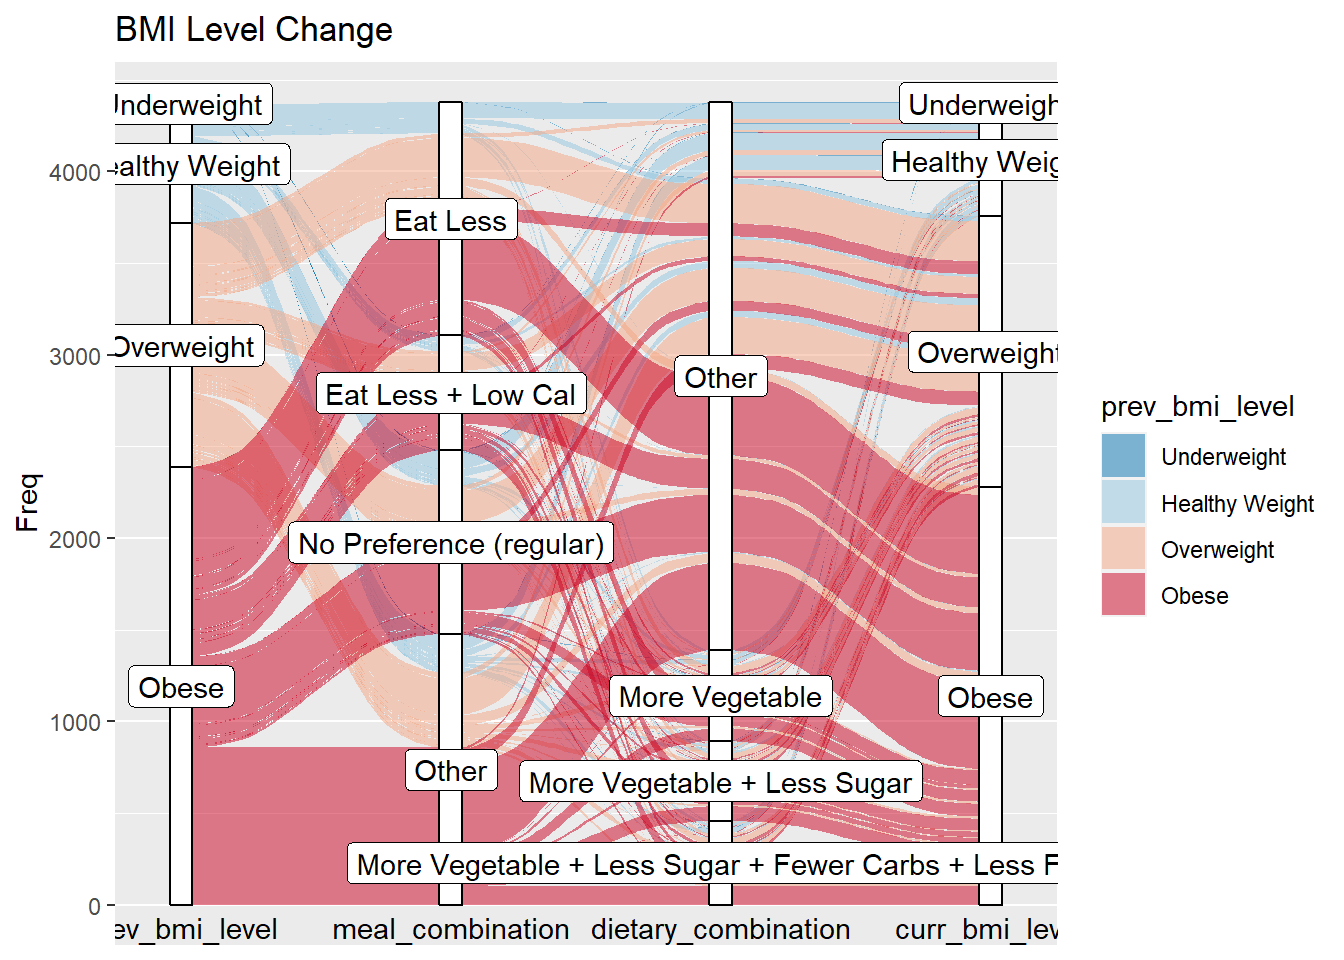 BMI Level Change
Underweight
ealthy Weight
Overweight
Obese
Eat Less
Eat Less + Low Cal
No Preference (regular)
Other
Other
More Vegetable
More Vegetable + Less Sugar
More Vegetable + Less Sugar + Fewer Carbs + Less F
Underweigh
Healthy Weig
Overweight
Obese
4000
3000
2000
1000
0
Freq
ev_bmi_level
meal_combination
dietary_combination
curr_bmi_lev
prev_bmi_level
Underweight
Healthy Weight
Overweight
Obese